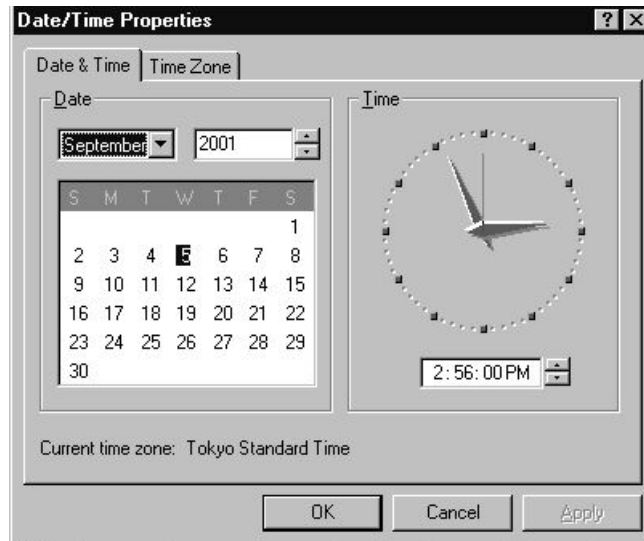 Date/Time Properties
Date & Time Time Zone
Date
September 2001
S M T W T F S
1
2 3 4 5 6 7 8
9 10 11 12 13 14 15
16 17 18 19 20 21 22
23 24 25 26 27 28 29
30
Time
2:56:00 PM
Current time zone: Tokyo Standard Time
OK Cancel Apply